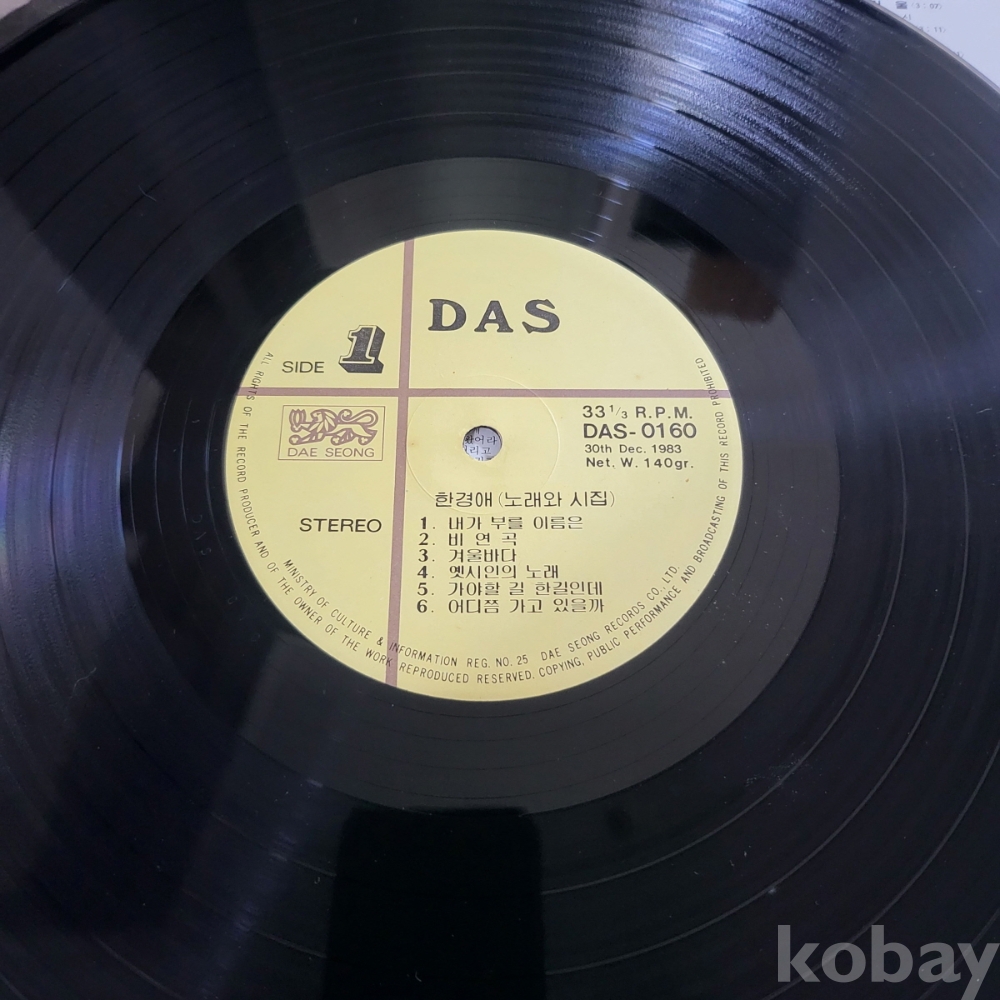 3 : 07
DAS
SIDE 1
33 1/3 R.P.M.
DAS-0160
30th Dec. 1983
Net. W. 140gr.
DAE SEONG
STEREO
한경애 (노래와 시집)
1. 내가 부를 이름은
2. 비 연 곡
3. 겨울바다
4. 옛시인의 노래
5. 가야할 길 한길인데
6. 어디쯤 가고 있을까
MINISTRY OF CULTURE & INFORMATION REG. NO. 25 DAE SEONG RECORDS CO. LTD.
ALL RIGHTS OF THE RECORD PRODUCER AND OF THE OWNER OF THE WORK REPRODUCED RESERVED. COPYING, PUBLIC PERFORMANCE AND BROADCASTING OF THIS RECORD PROHIBITED
kobay